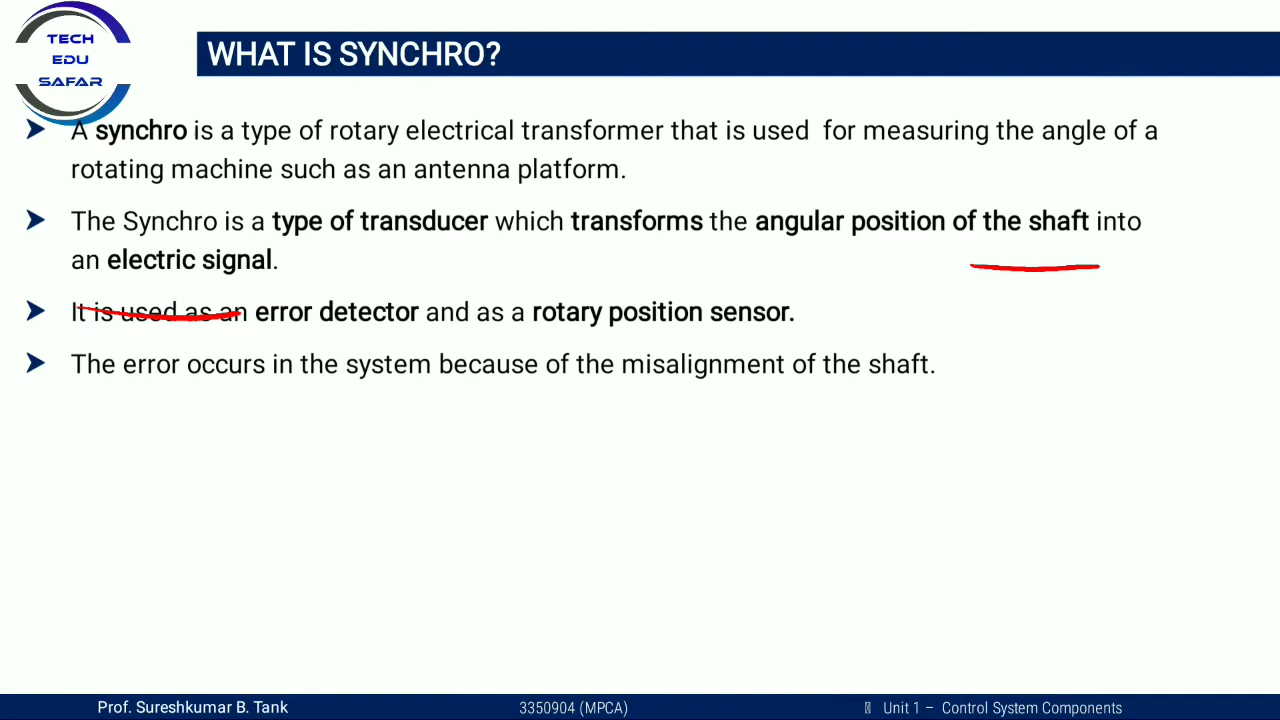 TECH
EDU
SAFAR
WHAT IS SYNCHRO?
A synchro is a type of rotary electrical transformer that is used for measuring the angle of a
rotating machine such as an antenna platform.
The Synchro is a type of transducer which transforms the angular position of the shaft into
an electric signal.
It is used as an error detector and as a rotary position sensor.
The error occurs in the system because of the misalignment of the shaft.
Prof. Sureshkumar B. Tank
3350904 (MPCA)
Unit 1 – Control System Components